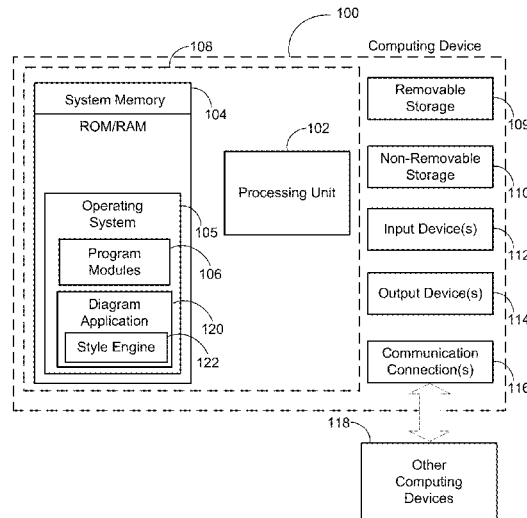 100
108
Computing Device
System Memory
104
ROM/RAM
Operating
System
105
Program
Modules
106
Diagram
Application
120
Style Engine
122
102
Processing Unit
Removable
Storage
109
Non-Removable
Storage
110
Input Device(s)
112
Output Device(s)
114
Communication
Connection(s)
116
118
Other
Computing
Devices